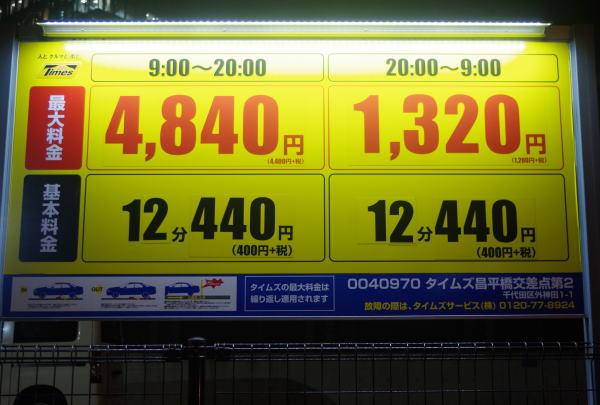 Times
9:00〜20:00
20:00〜9:00
最大料金
4,840円
(4,400円+税)
1,320円
(1,200円+税)
基本料金
12分 440円
(400円+税)
12分 440円
(400円+税)
IN
OUT
タイムズの最大料金は
繰り返し適用されます
0040970 タイムズ昌平橋交差点第2
千代田区外神田1-1
故障の際は、タイムズサービス(株) 0120-77-8924